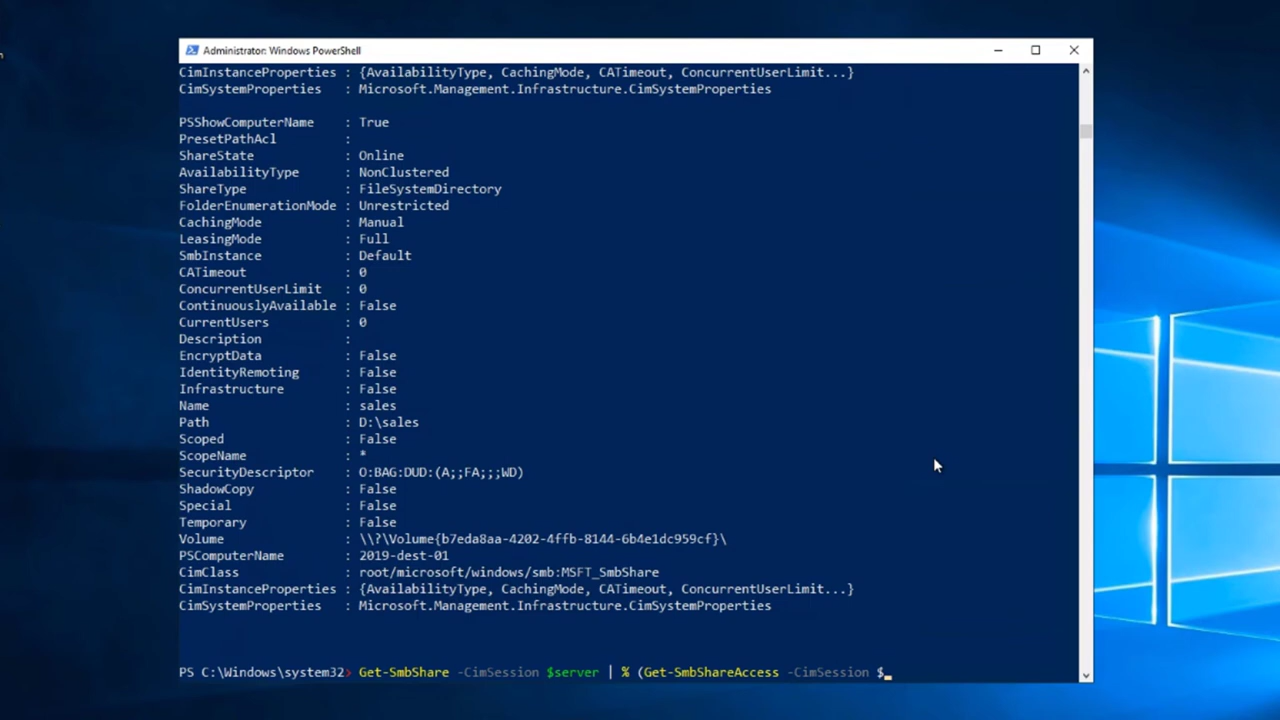 Administrator: Windows PowerShell
CimInstanceProperties : {AvailabilityType, CachingMode, CATimeout, ConcurrentUserLimit...}
CimSystemProperties : Microsoft.Management.Infrastructure.CimSystemProperties
PSShowComputerName : True
PresetPathAcl :
ShareState : Online
AvailabilityType : NonClustered
ShareType : FileSystemDirectory
FolderEnumerationMode : Unrestricted
CachingMode : Manual
LeasingMode : Full
SmbInstance : Default
CATimeout : 0
ConcurrentUserLimit : 0
ContinuouslyAvailable : False
CurrentUsers : 0
Description :
EncryptData : False
IdentityRemoting : False
Infrastructure : False
Name : sales
Path : D:\sales
Scoped : False
ScopeName : *
SecurityDescriptor : O:BAG:DUD:(A;;FA;;;WD)
ShadowCopy : False
Special : False
Temporary : False
Volume : \\?\Volume{b7eda8aa-4202-4ffb-8144-6b4e1dc959cf}\
PSComputerName : 2019-dest-01
CimClass : root/microsoft/windows/smb:MSFT_SmbShare
CimInstanceProperties : {AvailabilityType, CachingMode, CATimeout, ConcurrentUserLimit...}
CimSystemProperties : Microsoft.Management.Infrastructure.CimSystemProperties
PS C:\Windows\system32> Get-SmbShare -CimSession $server | % (Get-SmbShareAccess -CimSession $_